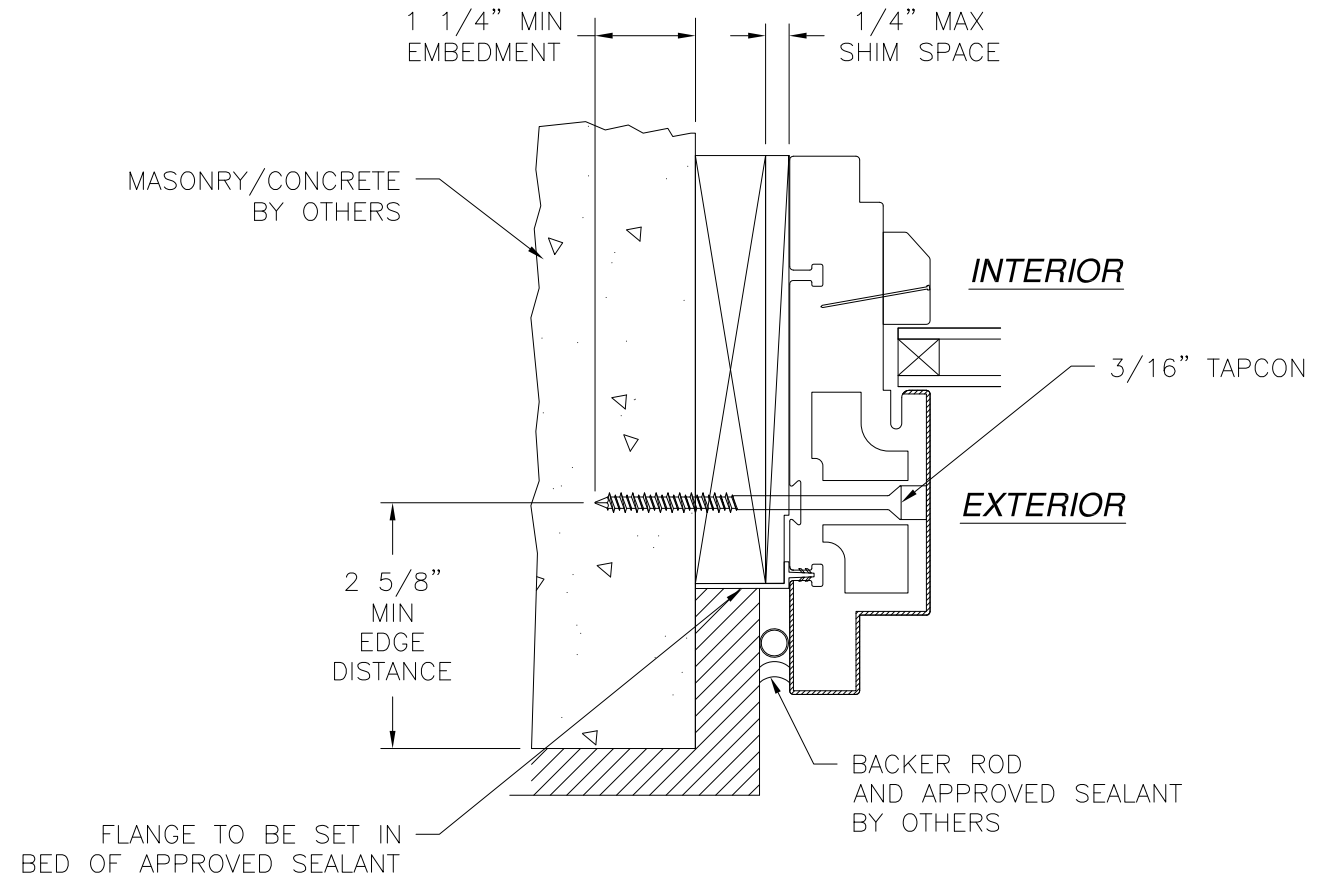 1 1/4” MIN
EMBEDMENT
1/4” MAX
SHIM SPACE
MASONRY/CONCRETE
BY OTHERS
INTERIOR
3/16” TAPCON
EXTERIOR
2 5/8”
MIN
EDGE
DISTANCE
BACKER ROD
AND APPROVED SEALANT
BY OTHERS
FLANGE TO BE SET IN
BED OF APPROVED SEALANT